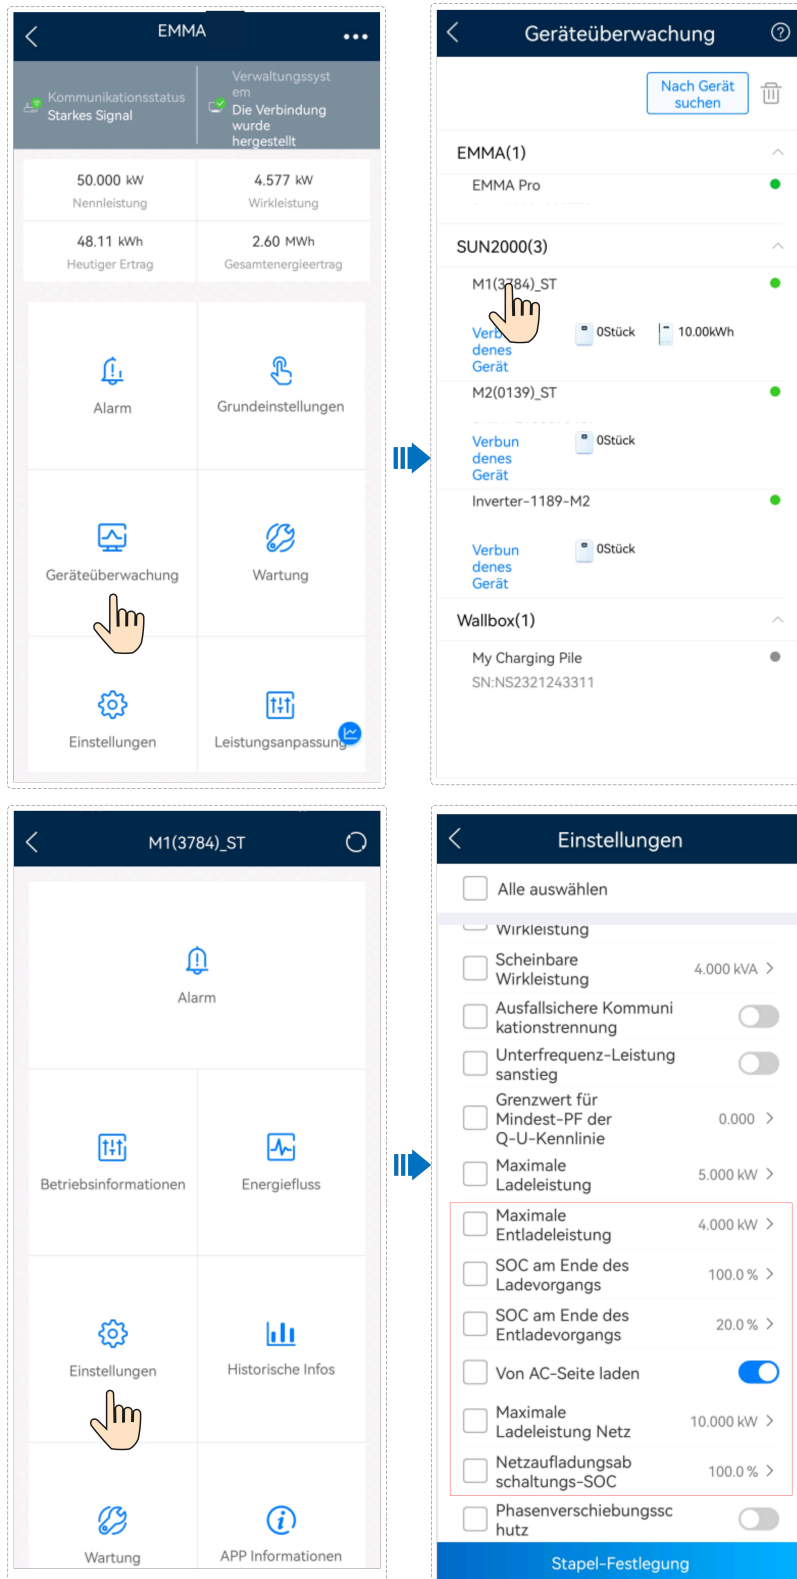 EMMA
Kommunikationsstatus
Starkes Signal
Verwaltungssyst
em
Die Verbindung
wurde
hergestellt
50.000 kW
Nennleistung
4.577 kW
Wirkleistung
48.11 kWh
Heutiger Ertrag
2.60 MWh
Gesamtenergieertrag
Alarm
Grundeinstellungen
Geräteüberwachung
Wartung
Einstellungen
Leistungsanpassung
Geräteüberwachung
Nach Gerät
suchen
EMMA(1)
EMMA Pro
SUN2000(3)
M1(3784)_ST
Verb
denes
Gerät
0Stück
10.00kWh
M2(0139)_ST
Verbun
denes
Gerät
0Stück
Inverter-1189-M2
Verbun
denes
Gerät
0Stück
Wallbox(1)
My Charging Pile
SN:NS2321243311
M1(3784)_ST
Alarm
Betriebsinformationen
Energiefluss
Einstellungen
Historische Infos
Wartung
APP Informationen
Einstellungen
Alle auswählen
Wirkleistung
Scheinbare
Wirkleistung
4.000 kVA
Ausfallsichere Kommuni
kationstrennung
Unterfrequenz-Leistung
sanstieg
Grenzwert für
Mindest-PF der
Q-U-Kennlinie
0.000
Maximale
Ladeleistung
5.000 kW
Maximale
Entladeleistung
4.000 kW
SOC am Ende des
Ladevorgangs
100.0 %
SOC am Ende des
Entladevorgangs
20.0 %
Von AC-Seite laden
Maximale
Ladeleistung Netz
10.000 kW
Netzaufladungsab
schaltungs-SOC
100.0 %
Phasenverschiebungssc
hutz
Stapel-Festlegung